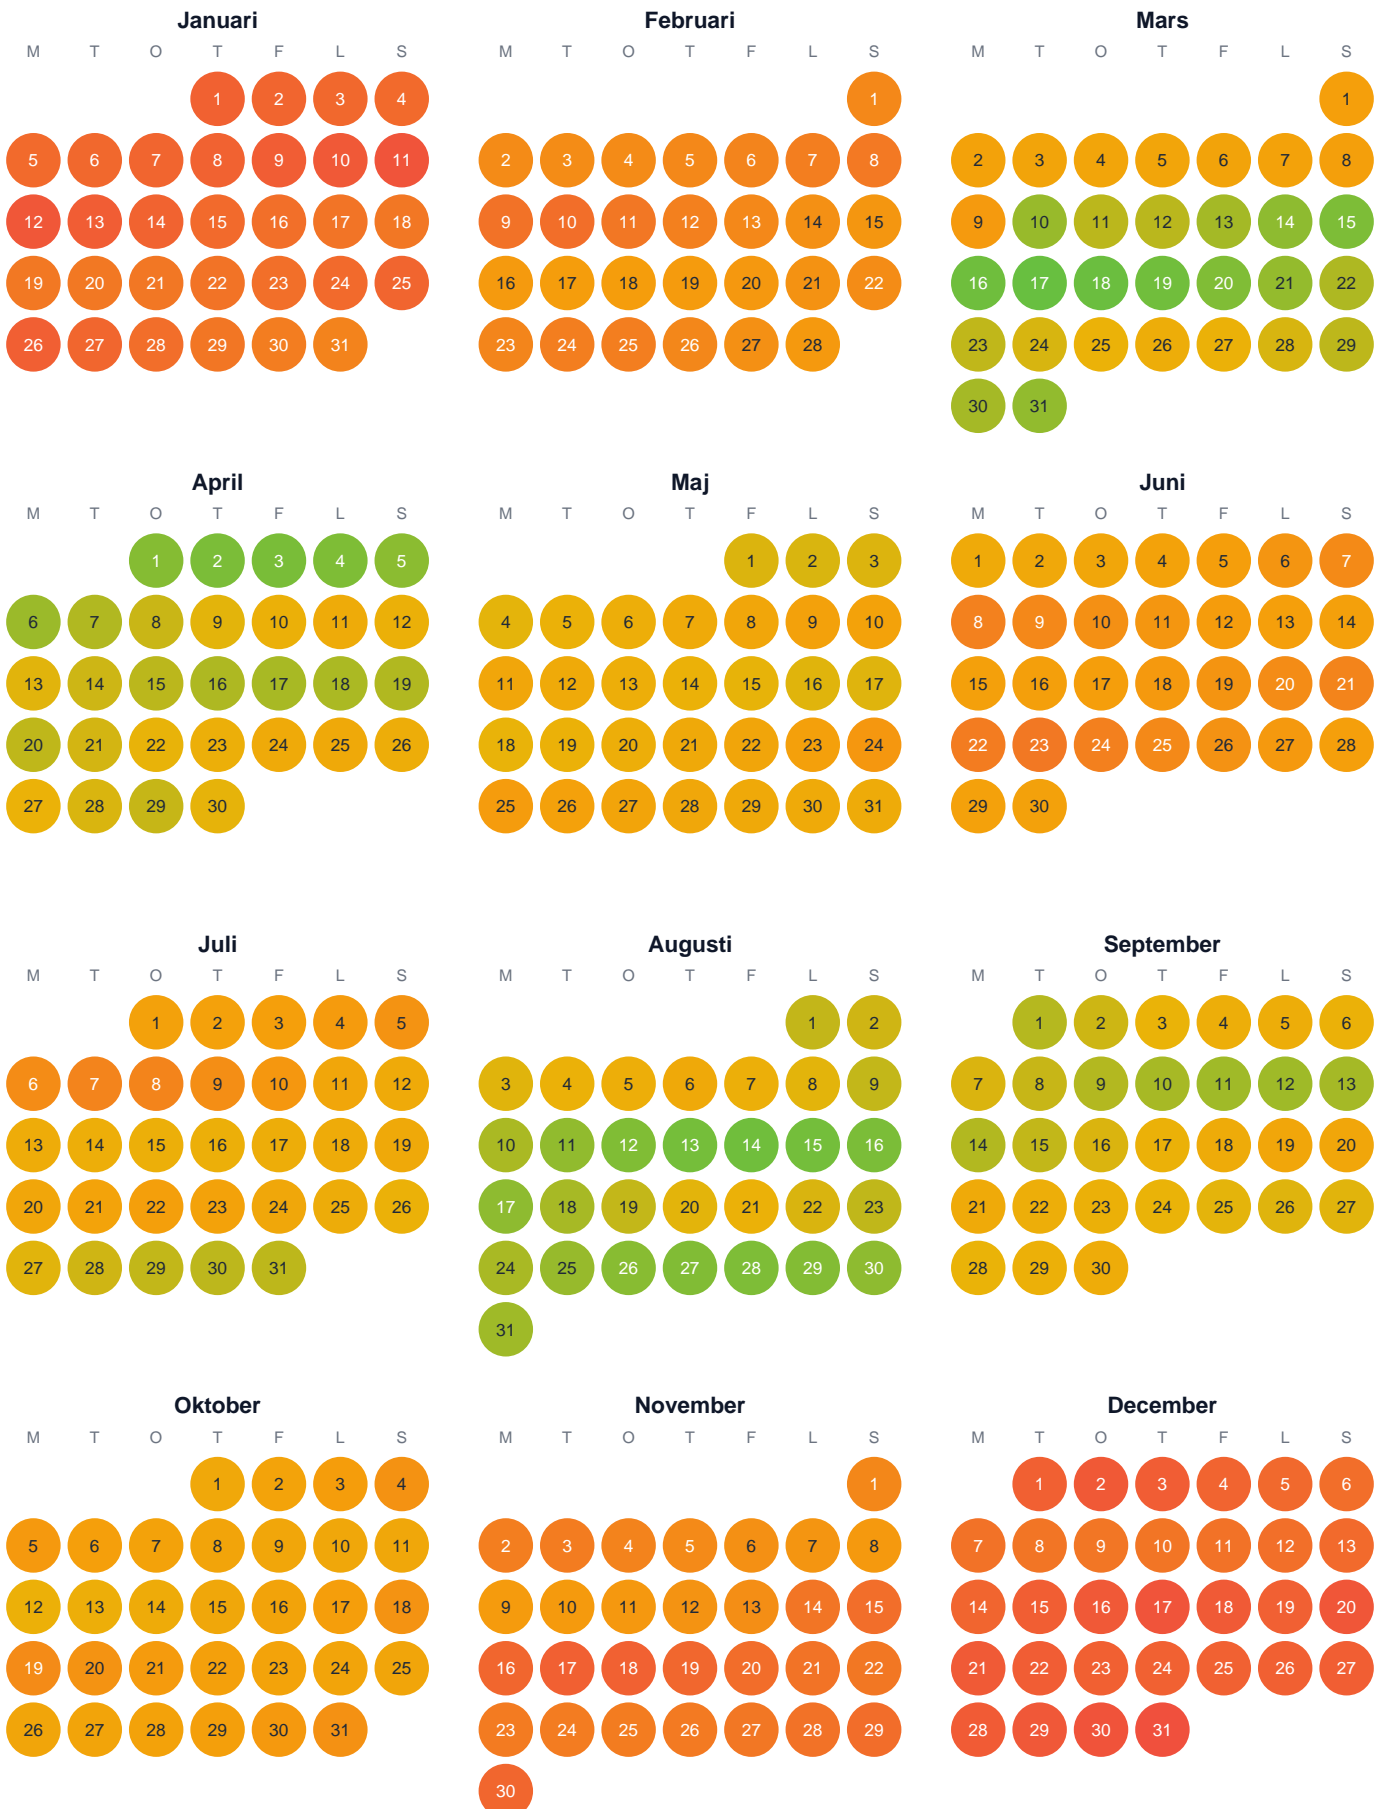 Januari Februari Mars
M T O T F L S M T O T F L S M T O T F L S
1 2 3 4 1 1
5 6 7 8 9 10 11 2 3 4 5 6 7 8 2 3 4 5 6 7 8
12 13 14 15 16 17 18 9 10 11 12 13 14 15 9 10 11 12 13 14 15
19 20 21 22 23 24 25 16 17 18 19 20 21 22 16 17 18 19 20 21 22
26 27 28 29 30 31 23 24 25 26 27 28 23 24 25 26 27 28 29
30 31
April Maj Juni
M T O T F L S M T O T F L S M T O T F L S
1 2 3 4 5 1 2 3 1 2 3 4 5 6 7
6 7 8 9 10 11 12 4 5 6 7 8 9 10 8 9 10 11 12 13 14
13 14 15 16 17 18 19 11 12 13 14 15 16 17 15 16 17 18 19 20 21
20 21 22 23 24 25 26 18 19 20 21 22 23 24 22 23 24 25 26 27 28
27 28 29 30 25 26 27 28 29 30 31 29 30
Juli Augusti September
M T O T F L S M T O T F L S M T O T F L S
1 2 3 4 5 1 2 1 2 3 4 5 6
6 7 8 9 10 11 12 3 4 5 6 7 8 9 7 8 9 10 11 12 13
13 14 15 16 17 18 19 10 11 12 13 14 15 16 14 15 16 17 18 19 20
20 21 22 23 24 25 26 17 18 19 20 21 22 23 21 22 23 24 25 26 27
27 28 29 30 31 24 25 26 27 28 29 30 28 29 30
31
Oktober November December
M T O T F L S M T O T F L S M T O T F L S
1 2 3 4 1 1 2 3 4 5 6
5 6 7 8 9 10 11 2 3 4 5 6 7 8 7 8 9 10 11 12 13
12 13 14 15 16 17 18 9 10 11 12 13 14 15 14 15 16 17 18 19 20
19 20 21 22 23 24 25 16 17 18 19 20 21 22 21 22 23 24 25 26 27
26 27 28 29 30 31 23 24 25 26 27 28 29 28 29 30 31
30